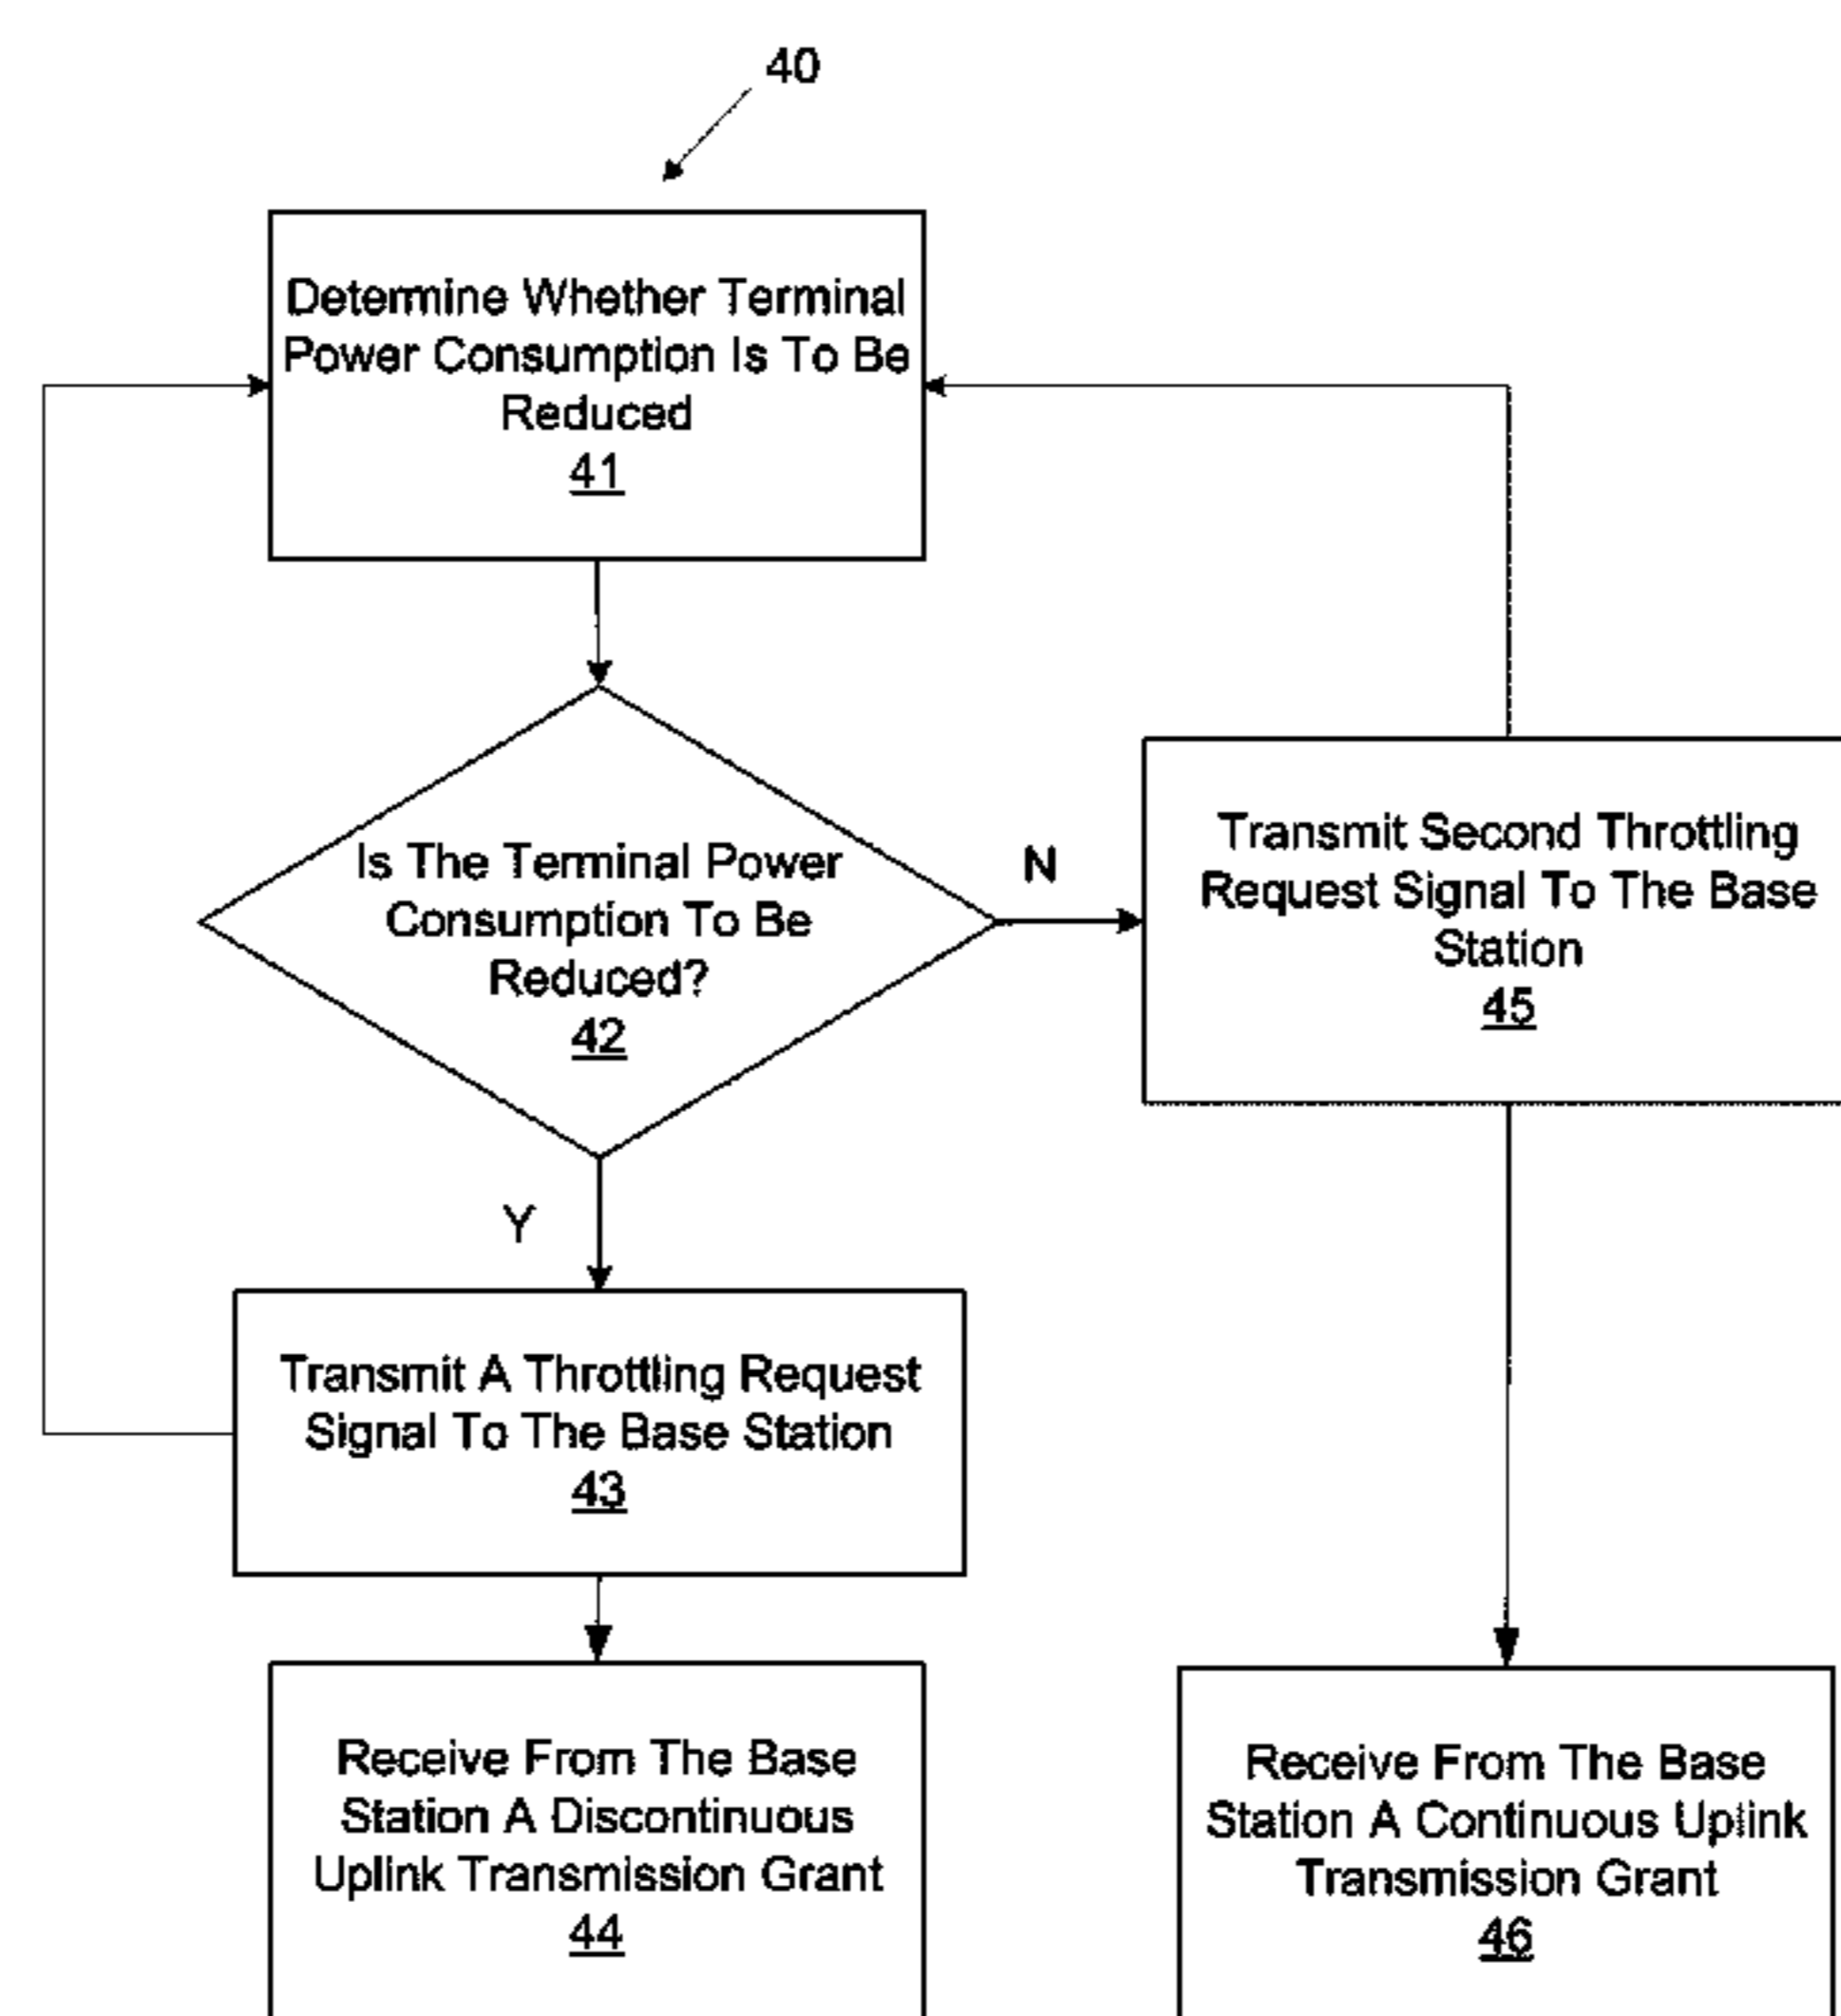 40
Determine Whether Terminal
Power Consumption Is To Be
Reduced
41
Is The Terminal Power
Consumption To Be
Reduced?
42
N
Transmit Second Throttling
Request Signal To The Base
Station
45
Y
Transmit A Throttling Request
Signal To The Base Station
43
Receive From The Base
Station A Discontinuous
Uplink Transmission Grant
44
Receive From The Base
Station A Continuous Uplink
Transmission Grant
46